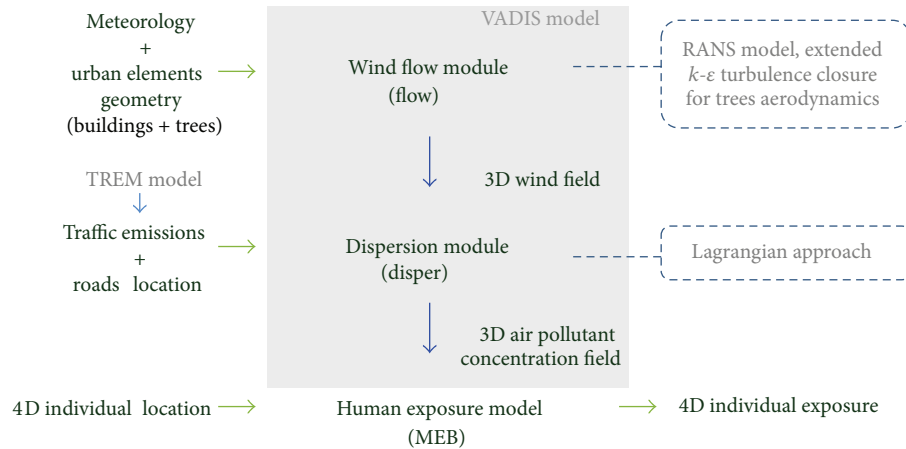 Meteorology
+
urban elements
geometry
(buildings + trees)
VADIS model
Wind flow module
(flow)
RANS model, extended
k-ε turbulence closure
for trees aerodynamics
3D wind field
TREM model
Traffic emissions
+
roads location
Dispersion module
(disper)
Lagrangian approach
3D air pollutant
concentration field
4D individual location
Human exposure model
(MEB)
4D individual exposure